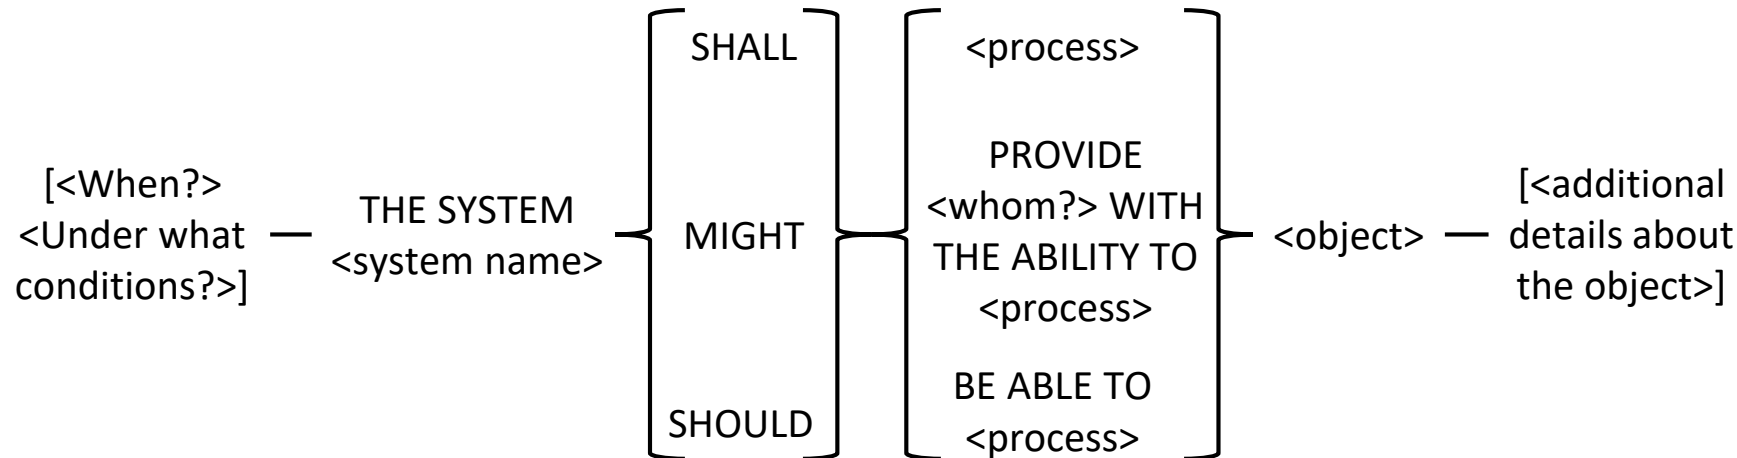 [<When?>
<Under what
conditions?>]
THE SYSTEM
<system name>
SHALL
MIGHT
SHOULD
<process>
PROVIDE
<whom?> WITH
THE ABILITY TO
<process>
BE ABLE TO
<process>
<object>
[<additional
details about
the object>]